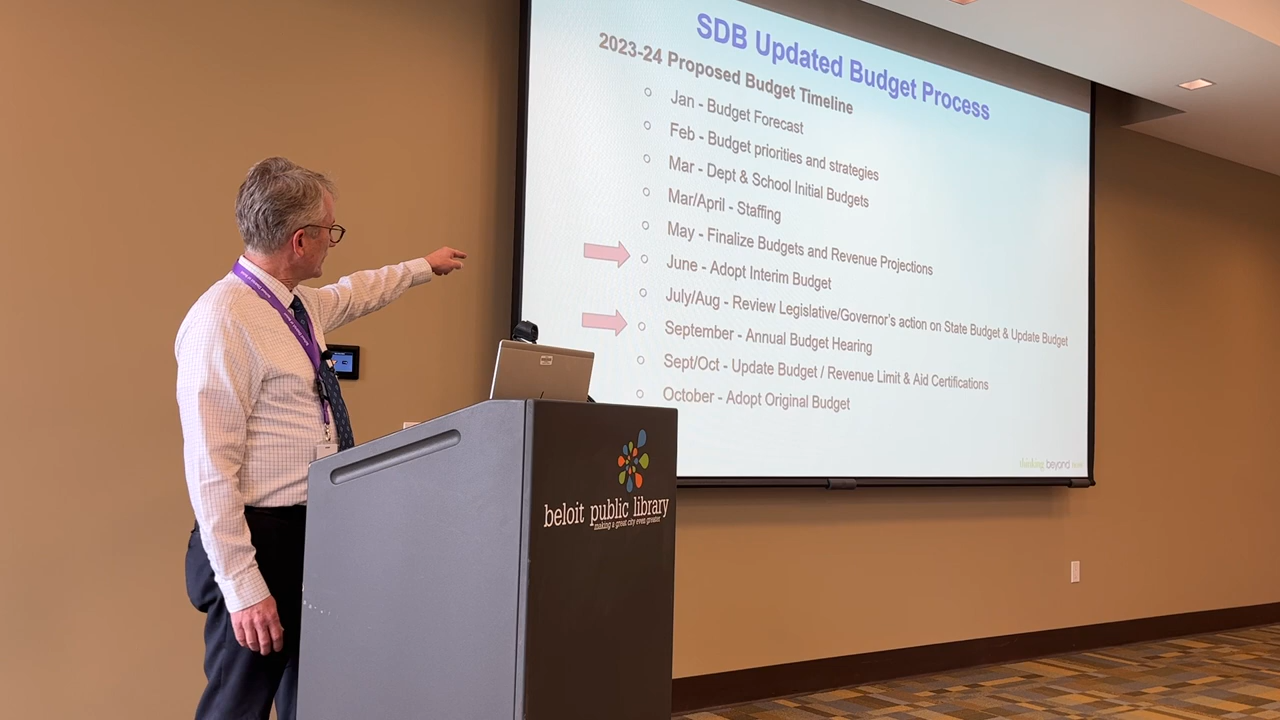 SDB Updated Budget Process
2023-24 Proposed Budget Timeline
Jan - Budget Forecast
Feb - Budget priorities and strategies
Mar - Dept & School Initial Budgets
Mar/April - Staffing
May - Finalize Budgets and Revenue Projections
June - Adopt Interim Budget
July/Aug - Review Legislative/Governor's action on State Budget & Update Budget
September - Annual Budget Hearing
Sept/Oct - Update Budget / Revenue Limit & Aid Certifications
October - Adopt Original Budget
thinking beyond
beloit public library
making a great city even greater